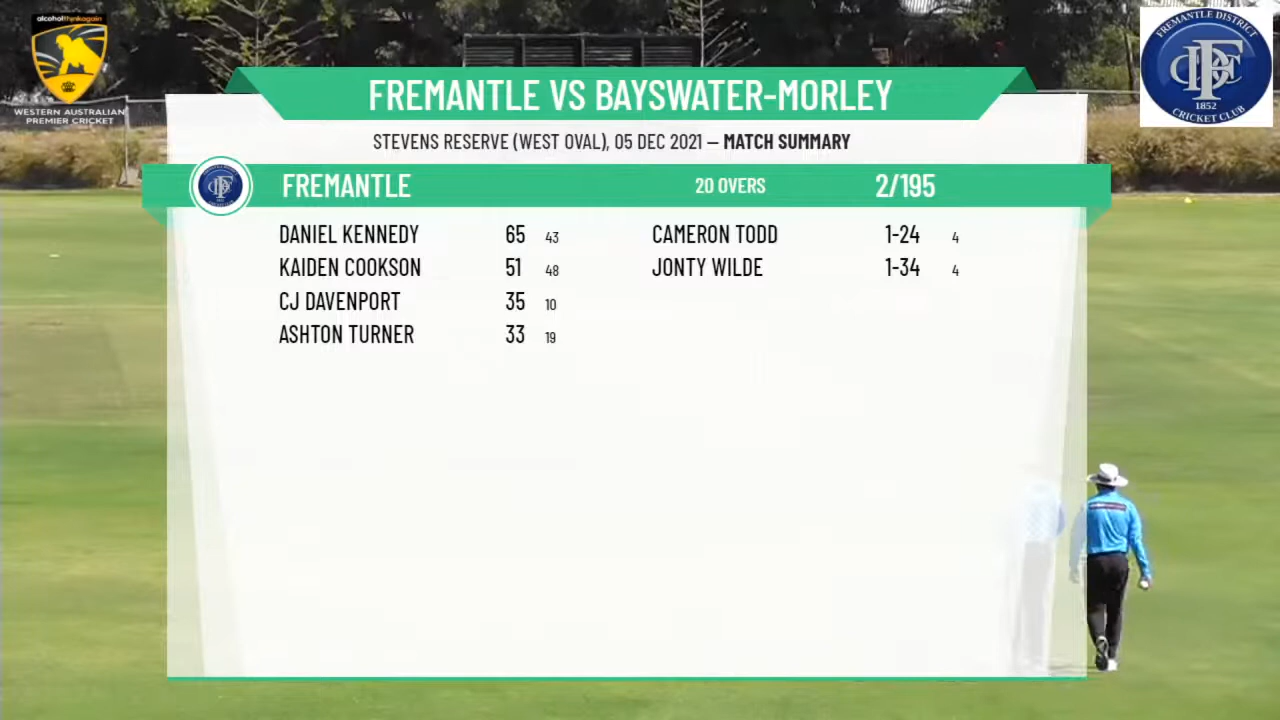 alcoholthinkagain
WESTERN AUSTRALIAN
PREMIER CRICKET
FREMANTLE DISTRICT
1852
CRICKET CLUB
FREMANTLE VS BAYSWATER-MORLEY
STEVENS RESERVE (WEST OVAL), 05 DEC 2021 – MATCH SUMMARY
FREMANTLE 20 OVERS 2/195
DANIEL KENNEDY 65 43 CAMERON TODD 1-24 4
KAIDEN COOKSON 51 48 JONTY WILDE 1-34 4
CJ DAVENPORT 35 10
ASHTON TURNER 33 19